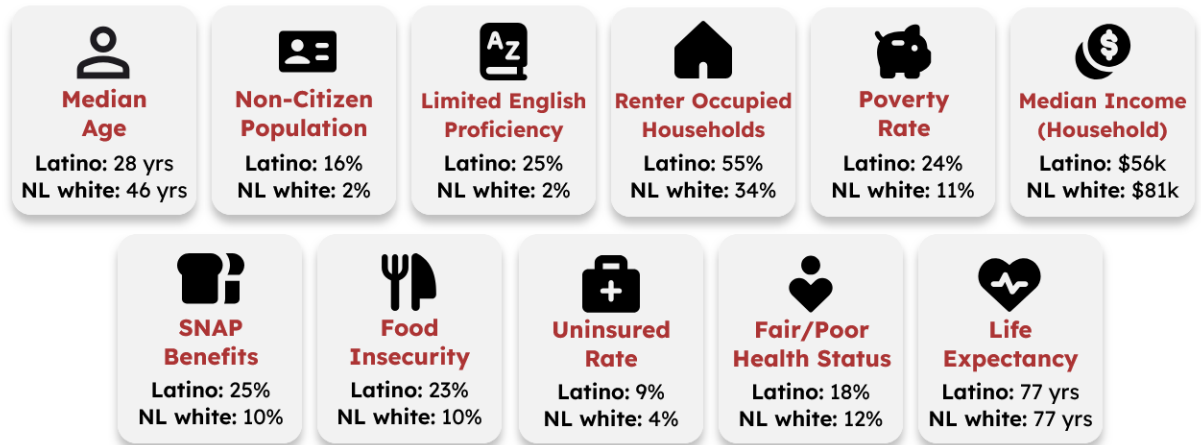 A Z
Median
Age
Latino: 28 yrs
NL white: 46 yrs
Non-Citizen
Population
Latino: 16%
NL white: 2%
Limited English
Proficiency
Latino: 25%
NL white: 2%
Renter Occupied
Households
Latino: 55%
NL white: 34%
Poverty
Rate
Latino: 24%
NL white: 11%
$
Median Income
(Household)
Latino: $56k
NL white: $81k
SNAP
Benefits
Latino: 25%
NL white: 10%
Food
Insecurity
Latino: 23%
NL white: 10%
Uninsured
Rate
Latino: 9%
NL white: 4%
Fair/Poor
Health Status
Latino: 18%
NL white: 12%
Life
Expectancy
Latino: 77 yrs
NL white: 77 yrs